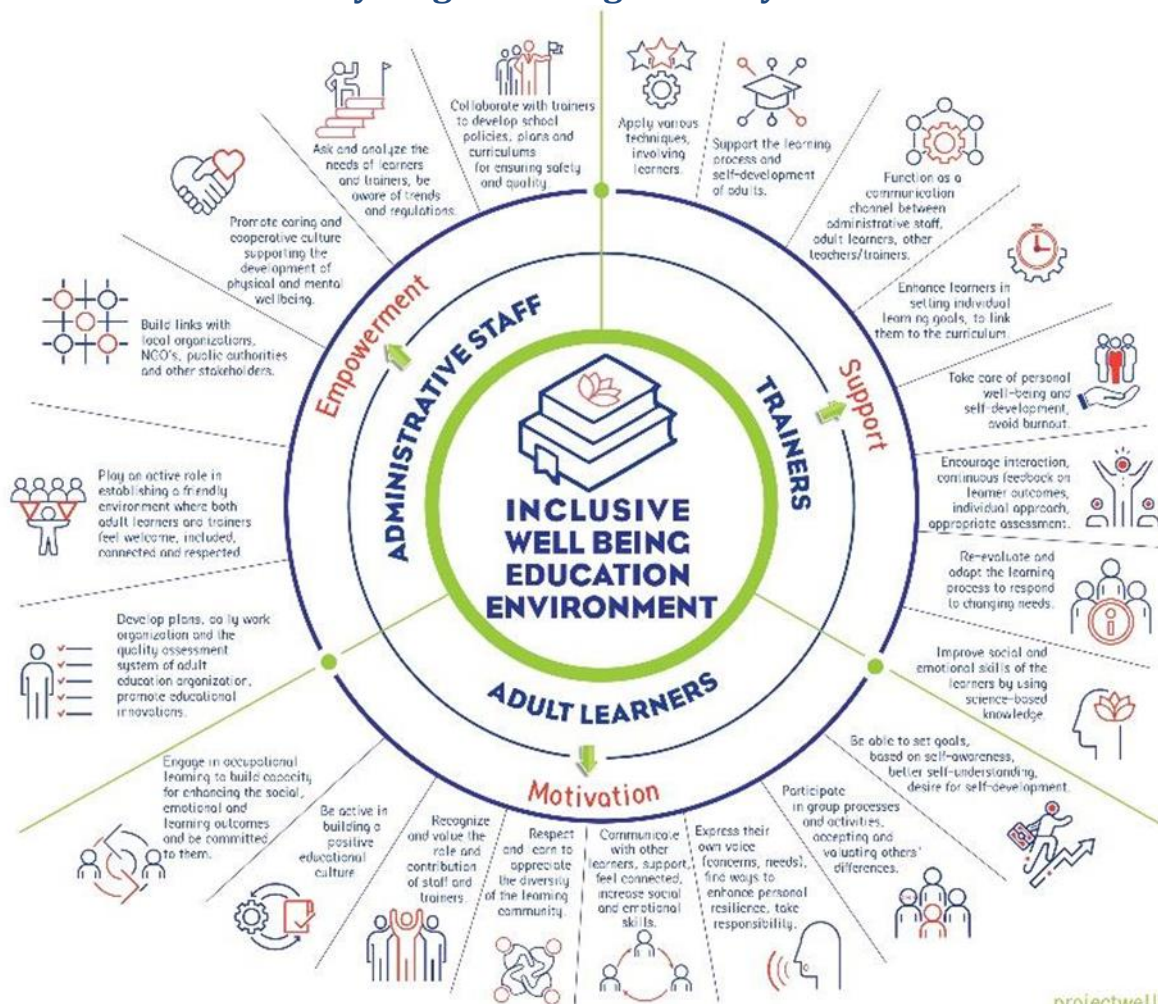 Collaborate with trainers
to develop school
policies, plans and
curriculums
for ensuring safety
and quality
Ask and analyze the
needs of learners
and trainers, be
aware of trends
and regulations.
Promote caring and
cooperative culture
supporting the
development of
physical and mental
wellbeing.
Build links with
local organizations,
NGO's, public authorities
and other stakeholders.
Play an active role in
establishing a friendly
environment where both
adult learners and trainers
feel welcome, included,
connected and respected
Develop plans, daily work
organization and the
quality assessment
system of adult
education organization,
promote educational
innovations.
Apply various
techniques,
involving
learners.
Support the learning
process and
self-development
of adults.
Function as a
communication
channel between
administrative staff,
adult learners, other
teachers/trainers.
Enhance learners in
setting individual
learning goals, to link
them to the curriculum.
Take care of personal
well-being and
self-development,
avoid burnout.
Encourage interaction,
continuous feedback on
learner outcomes,
individual approach,
appropriate assessment.
Re-evaluate and
adapt the learning
process to respond
to changing needs.
Improve social and
emotional skills of the
learners by using
science-based
knowledge.
Be able to set goals,
based on self-awareness,
better self-understanding,
desire for self-development.
Participate
in group processes
and activities,
accepting and
valuating others'
differences.
Express their
own voice
(concerns, needs),
find ways to
enhance personal
resilience, take
responsibility.
Communicate
with other
learners, support,
feel connected,
increase social
and emotional
skills.
Respect
and learn to
appreciate
the diversity
of the learning
community.
Recognize
and value the
role and
contribution
of staff and
trainers.
Be active in
building a
positive
educational
culture
Engage in occupational
learning to build capacity
for enhancing the social,
emotional and
learning outcomes
and be committed
to them.
Empowerment
ADMINISTRATIVE STAFF
TRAINERS
Support
INCLUSIVE
WELL BEING
EDUCATION
ENVIRONMENT
ADULT LEARNERS
Motivation